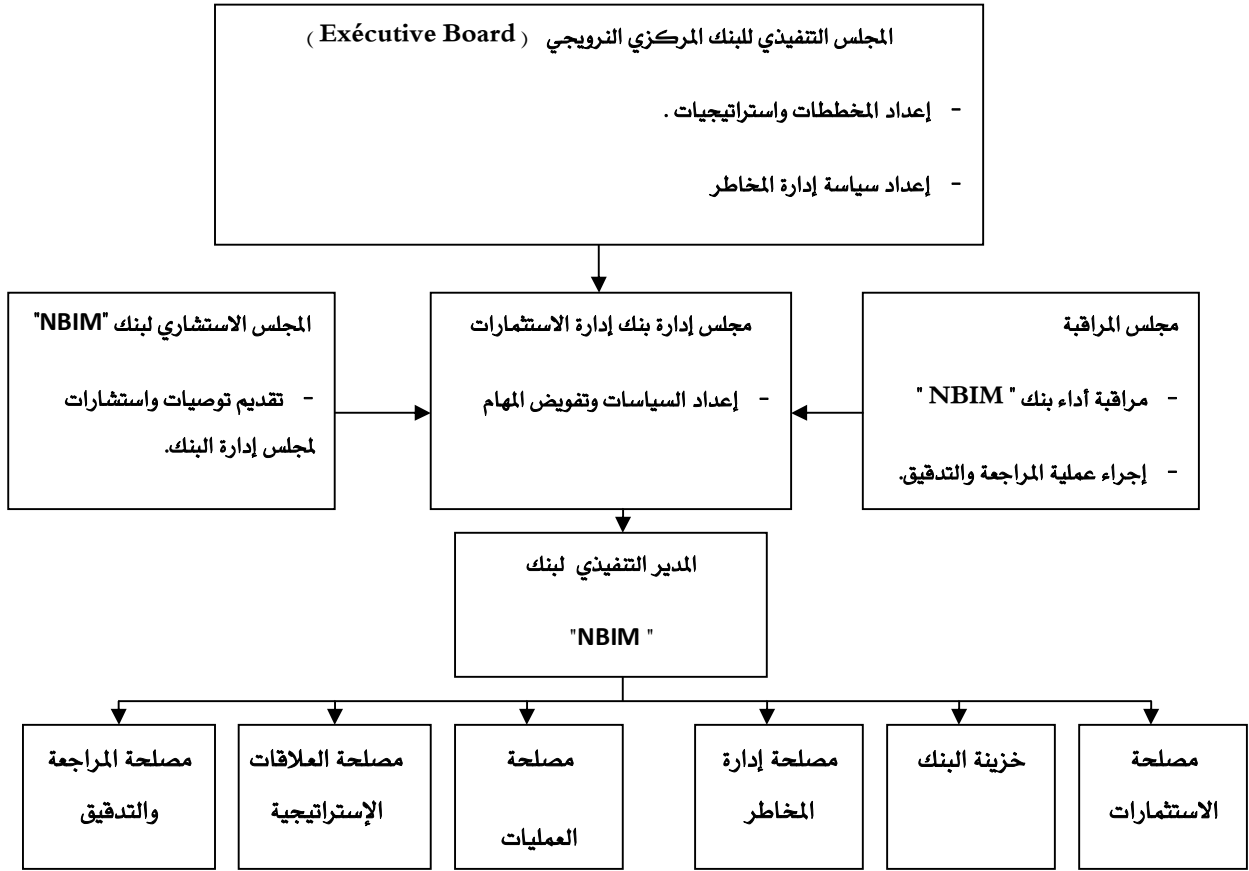 المجلس التنفيذي للبنك المركزي النرويجي ( Exécutive Board )
- إعداد المخططات واستراتيجيات .
- إعداد سياسة إدارة المخاطر
مجلس المراقبة
- مراقبة أداء بنك " NBIM "
- إجراء عملية المراجعة والتدقيق.
مجلس إدارة بنك إدارة الاستثمارات
- إعداد السياسات وتفويض المهام
المجلس الاستشاري لبنك "NBIM"
- تقديم توصيات واستشارات
لمجلس إدارة البنك.
المدير التنفيذي لبنك
"NBIM "
مصلحة
الاستثمارات
خزينة البنك
مصلحة إدارة
المخاطر
مصلحة
العمليات
مصلحة العلاقات
الإستراتيجية
مصلحة المراجعة
والتدقيق